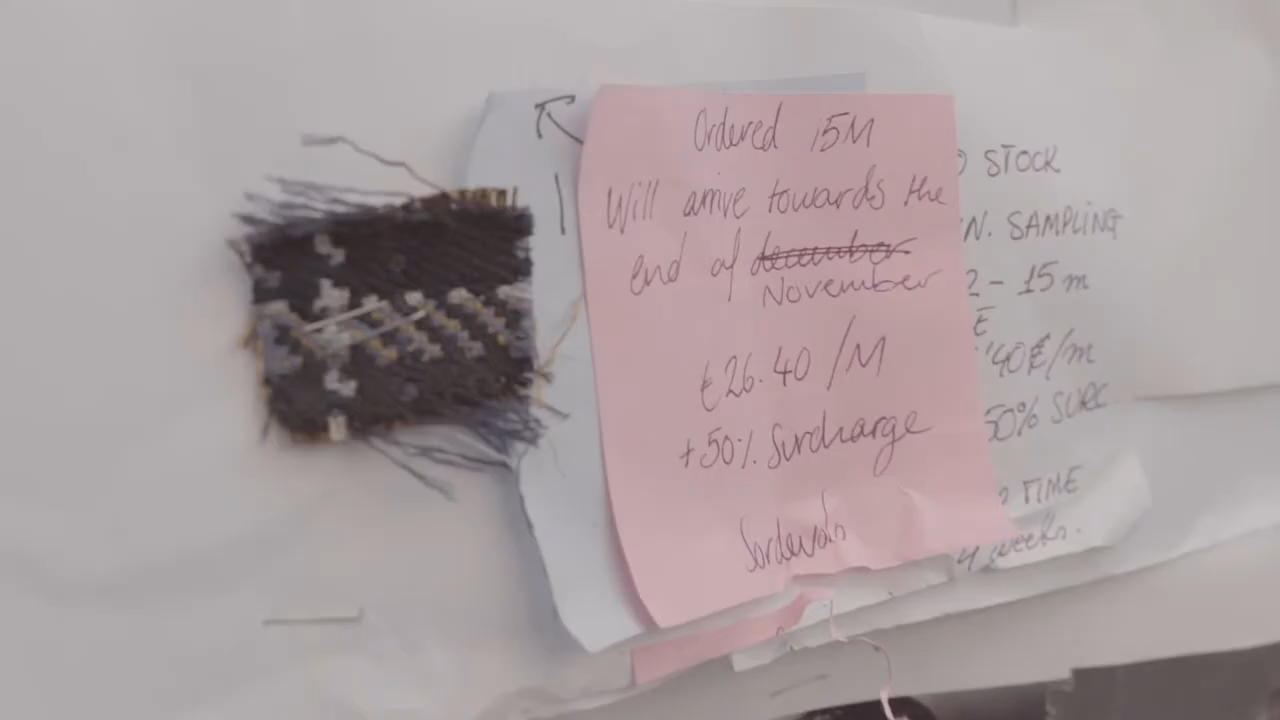 Ordered 15M
Will arrive towards the
end of december
November
€26.40 /M
+50% Surcharge
STOCK
N. SAMPLING
2 - 15 m
E
40€/m
50% SURC
TIME
4 weeks.